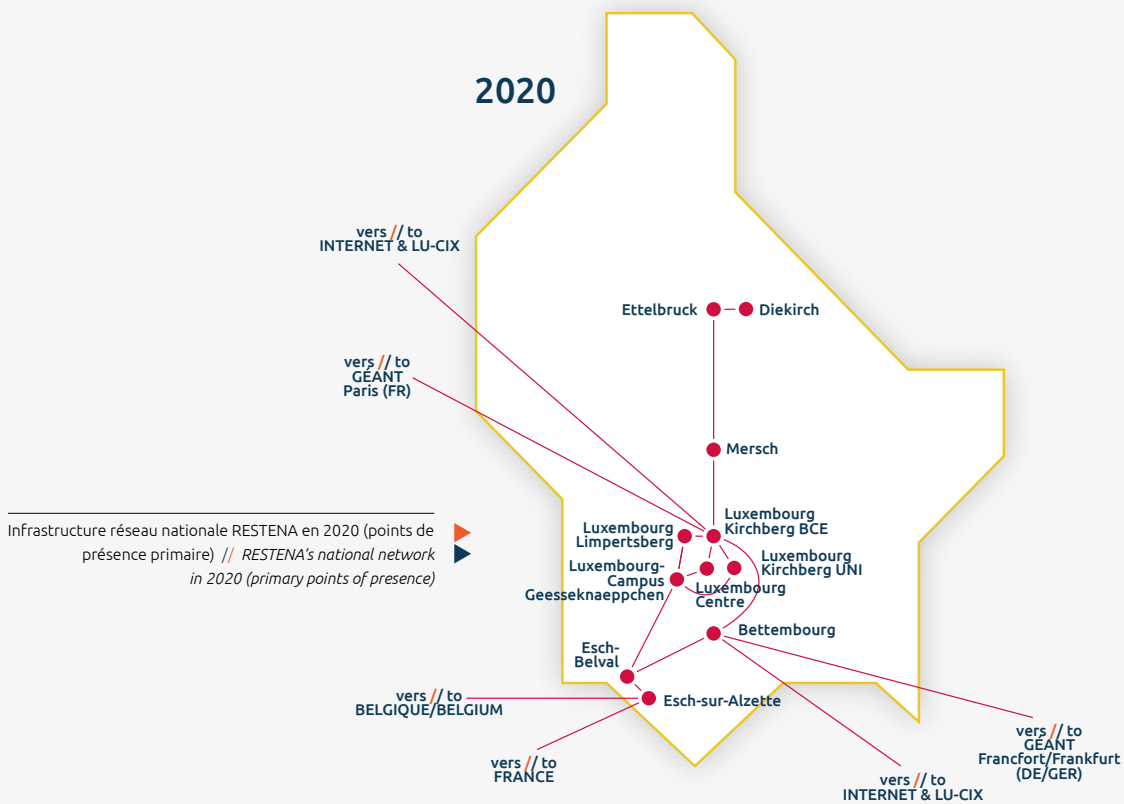 2020
vers // to
INTERNET & LU-CIX
Ettelbruck
Diekirch
vers // to
GÉANT
Paris (FR)
Mersch
Luxembourg
Kirchberg BCE
Luxembourg
Limpertsberg
Infrastructure réseau nationale RESTENA en 2020 (points de
présence primaire) // RESTENA's national network
in 2020 (primary points of presence)
Luxembourg
Kirchberg UNI
Luxembourg-
Campus
Geesseknaeppchen
Luxembourg
Centre
Bettembourg
Esch-
Belval
vers // to
BELGIQUE/BELGIUM
Esch-sur-Alzette
vers // to
FRANCE
vers // to
GÉANT
Francfort/Frankfurt
(DE/GER)
vers // to
INTERNET & LU-CIX